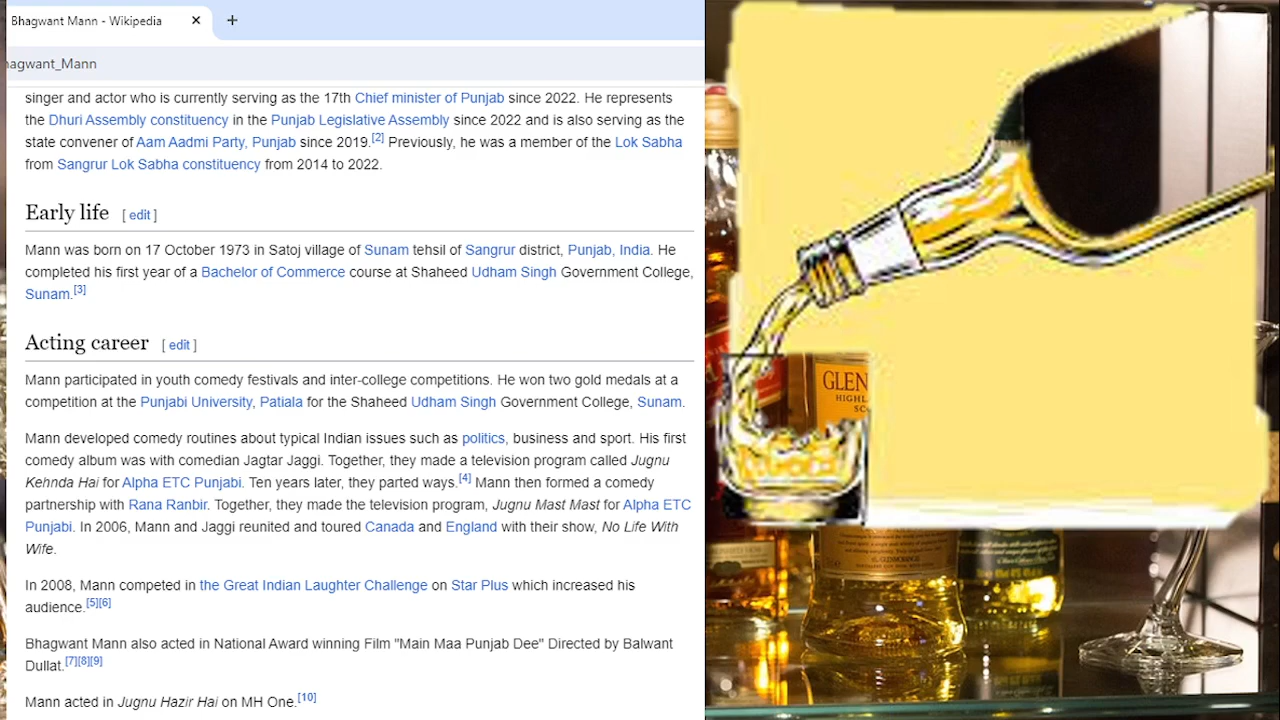 Bhagwant Mann - Wikipedia
hagwant_Mann
singer and actor who is currently serving as the 17th Chief minister of Punjab since 2022. He represents
the Dhuri Assembly constituency in the Punjab Legislative Assembly since 2022 and is also serving as the
state convener of Aam Aadmi Party, Punjab since 2019.[2] Previously, he was a member of the Lok Sabha
from Sangrur Lok Sabha constituency from 2014 to 2022.
Early life [ edit ]
Mann was born on 17 October 1973 in Satoj village of Sunam tehsil of Sangrur district, Punjab, India. He
completed his first year of a Bachelor of Commerce course at Shaheed Udham Singh Government College,
Sunam.[3]
Acting career [ edit ]
Mann participated in youth comedy festivals and inter-college competitions. He won two gold medals at a
competition at the Punjabi University, Patiala for the Shaheed Udham Singh Government College, Sunam.
Mann developed comedy routines about typical Indian issues such as politics, business and sport. His first
comedy album was with comedian Jagtar Jaggi. Together, they made a television program called Jugnu
Kehnda Hai for Alpha ETC Punjabi. Ten years later, they parted ways.[4] Mann then formed a comedy
partnership with Rana Ranbir. Together, they made the television program, Jugnu Mast Mast for Alpha ETC
Punjabi. In 2006, Mann and Jaggi reunited and toured Canada and England with their show, No Life With
Wife.
In 2008, Mann competed in the Great Indian Laughter Challenge on Star Plus which increased his
audience.[5][6]
Bhagwant Mann also acted in National Award winning Film "Main Maa Punjab Dee" Directed by Balwant
Dullat.[7][8][9]
Mann acted in Jugnu Hazir Hai on MH One.[10]
GLEN
HIGHL
SC